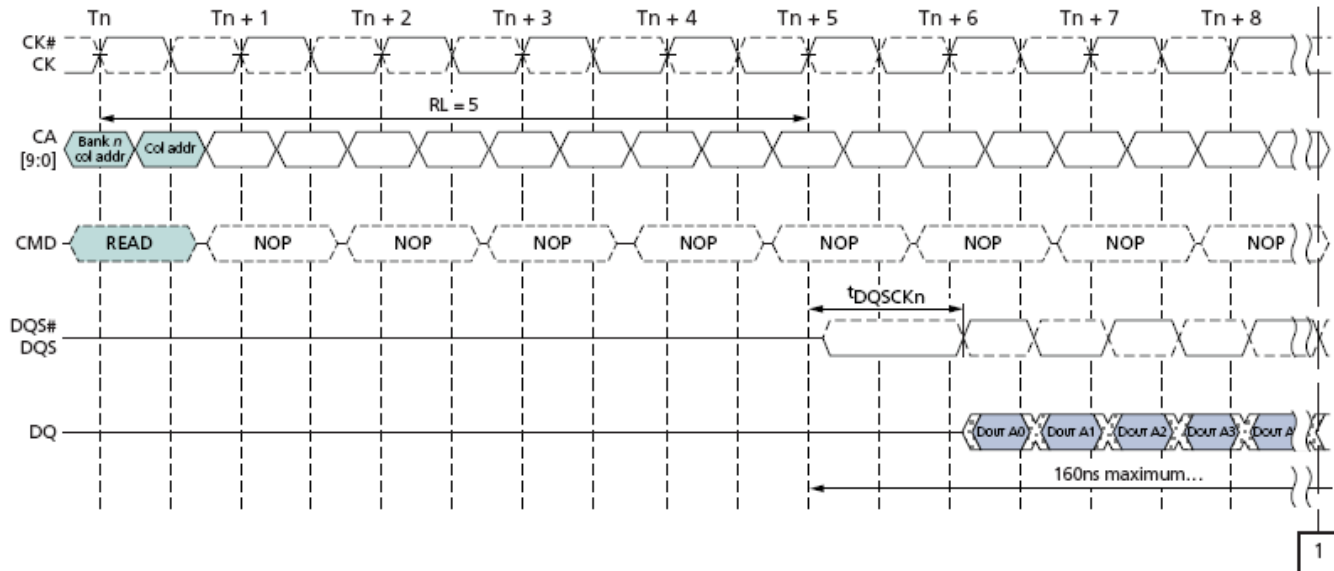 Tn Tn + 1 Tn + 2 Tn + 3 Tn + 4 Tn + 5 Tn + 6 Tn + 7 Tn + 8
CK#
CK
RL = 5
CA
[9:0]
Bank n
col addr
Col addr
CMD READ NOP NOP NOP NOP NOP NOP NOP NOP
tDQSCKn
DQS#
DQS
DQ DOUT A0 DOUT A1 DOUT A2 DOUT A3 DOUT A
160ns maximum...
1